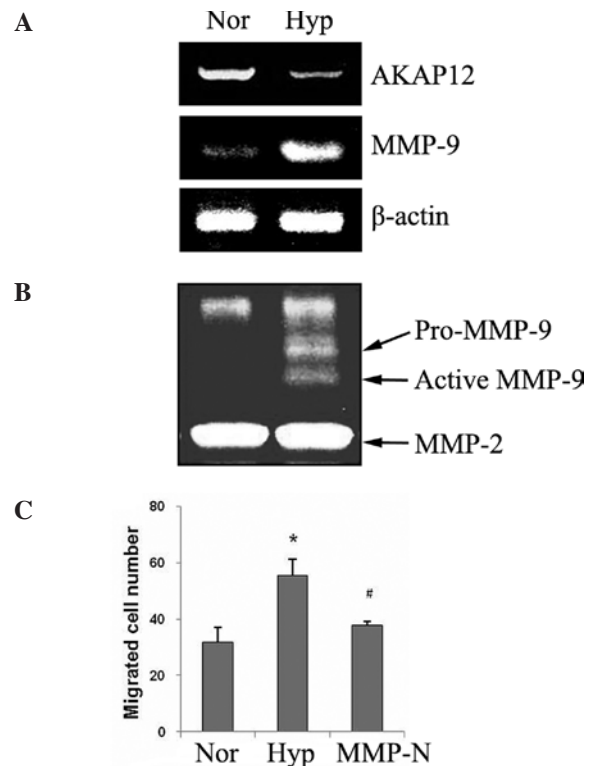 A
Nor Hyp
AKAP12
MMP-9
β-actin
B
Pro-MMP-9
Active MMP-9
MMP-2
C
80
60
40
20
0
Migrated cell number
*
#
Nor Hyp MMP-N